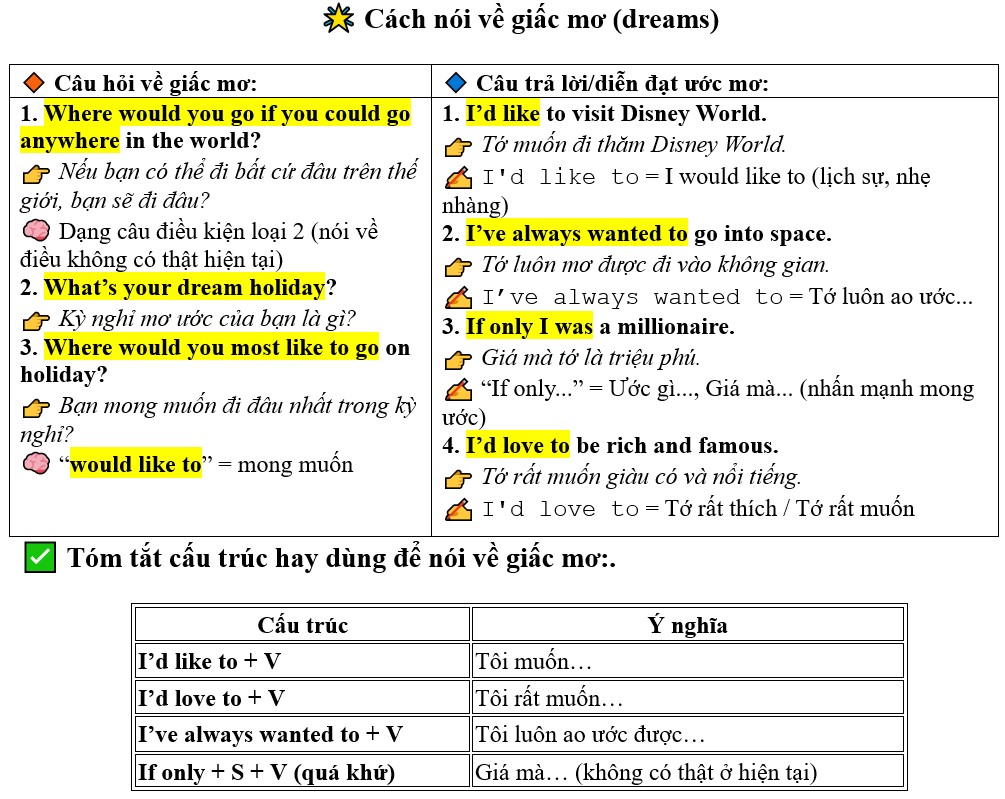 🌟 Cách nói về giấc mơ (dreams)
🔶 Câu hỏi về giấc mơ:
1. Where would you go if you could go
anywhere in the world?
👉 Nếu bạn có thể đi bất cứ đâu trên thế
giới, bạn sẽ đi đâu?
🧠 Dạng câu điều kiện loại 2 (nói về
điều không có thật hiện tại)
2. What’s your dream holiday?
👉 Kỳ nghỉ mơ ước của bạn là gì?
3. Where would you most like to go on
holiday?
👉 Bạn mong muốn đi đâu nhất trong kỳ
nghỉ?
🧠 “would like to” = mong muốn
🔷 Câu trả lời/diễn đạt ước mơ:
1. I’d like to visit Disney World.
👉 Tớ muốn đi thăm Disney World.
✍ I'd like to = I would like to (lịch sự, nhẹ
nhàng)
2. I’ve always wanted to go into space.
👉 Tớ luôn mơ được đi vào không gian.
✍ I’ve always wanted to = Tớ luôn ao ước...
3. If only I was a millionaire.
👉 Giá mà tớ là triệu phú.
✍ “If only...” = Ước gì..., Giá mà... (nhấn mạnh mong
ước)
4. I’d love to be rich and famous.
👉 Tớ rất muốn giàu có và nổi tiếng.
✍ I'd love to = Tớ rất thích / Tớ rất muốn
✅ Tóm tắt cấu trúc hay dùng để nói về giấc mơ:.
Cấu trúc Ý nghĩa
I’d like to + V Tôi muốn…
I’d love to + V Tôi rất muốn…
I’ve always wanted to + V Tôi luôn ao ước được…
If only + S + V (quá khứ) Giá mà… (không có thật ở hiện tại)